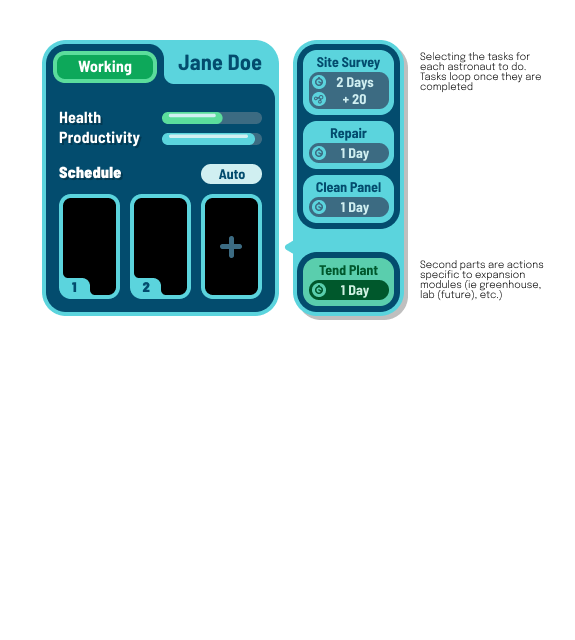 Working
Jane Doe
Health
Productivity
Schedule
Auto
1
2
Site Survey
2 Days
+ 20
Repair
1 Day
Clean Panel
1 Day
Tend Plant
1 Day
Selecting the tasks for
each astronaut to do.
Tasks loop once they are
completed
Second parts are actions
specific to expansion
modules (ie greenhouse,
lab (future), etc.)